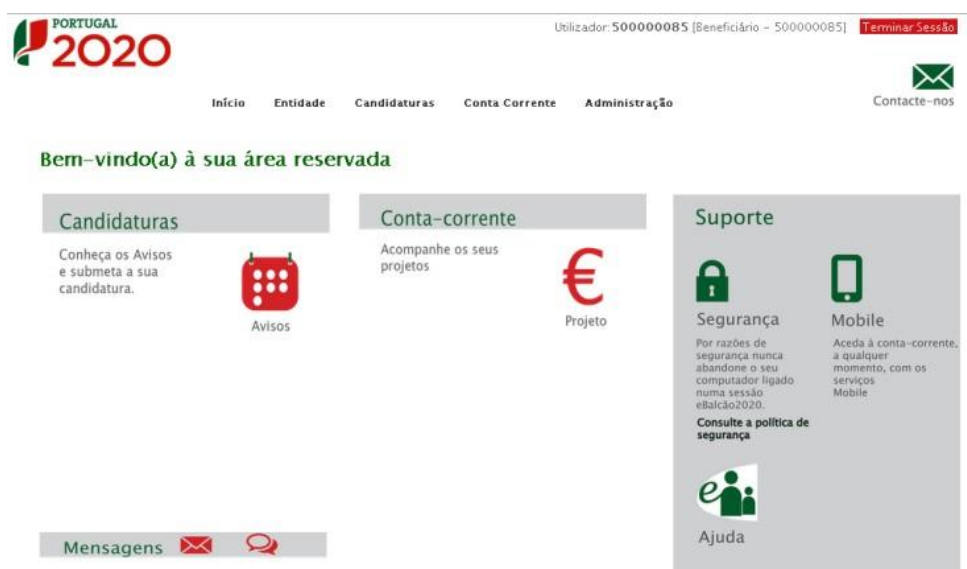 PORTUGAL
2020
Utilizador: 500000085 [Beneficiário - 500000085]
Terminar Sessão
Contacte-nos
Início Entidade Candidaturas Conta Corrente Administração
Bem-vindo(a) à sua área reservada
Candidaturas
Conheça os Avisos
e submeta a sua
candidatura.
Avisos
Conta-corrente
Acompanhe os seus
projetos
€
Projeto
Suporte
Segurança
Por razões de
segurança nunca
abandone o seu
computador ligado
numa sessão
eBalcão2020.
Consulte a política de
segurança
Mobile
Aceda à conta-corrente,
a qualquer
momento, com os
serviços
Mobile
e
Ajuda
Mensagens